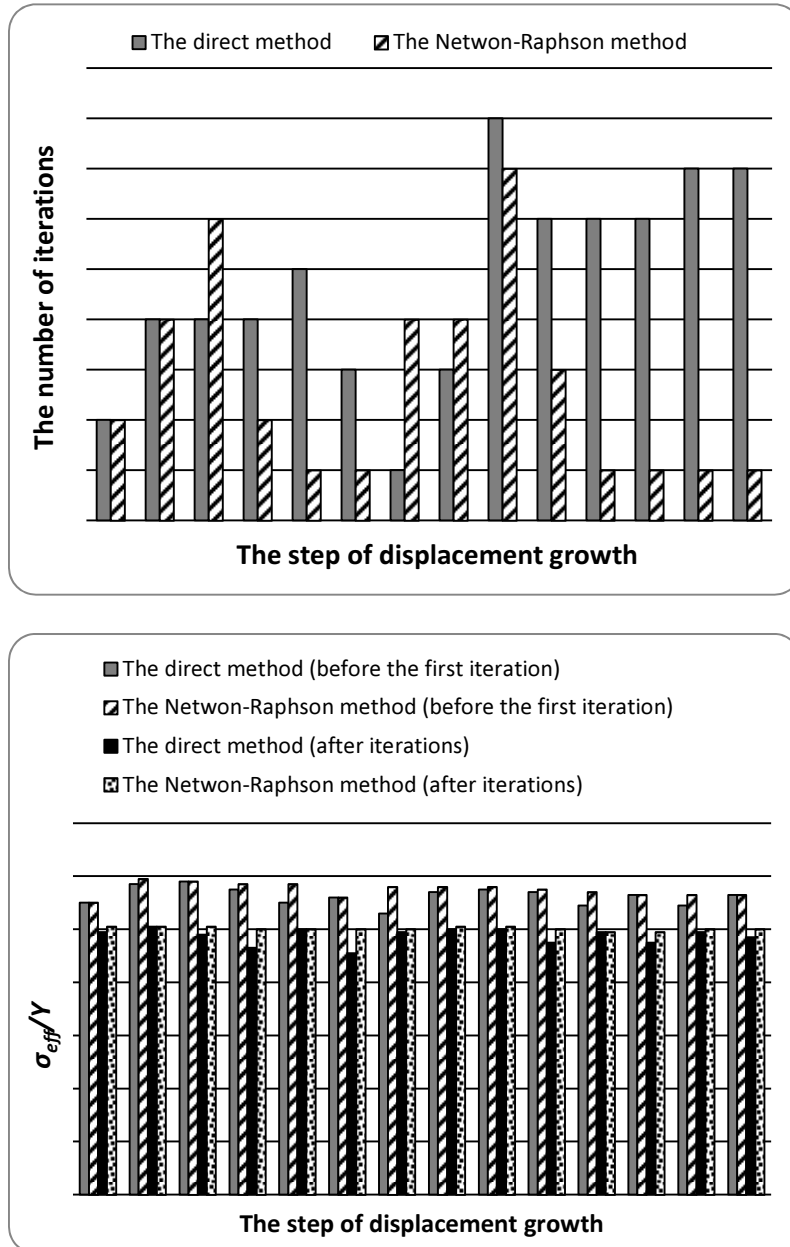 The direct method
The Netwon-Raphson method
The number of iterations
The step of displacement growth
The direct method (before the first iteration)
The Netwon-Raphson method (before the first iteration)
The direct method (after iterations)
The Netwon-Raphson method (after iterations)
σeff/Y
The step of displacement growth